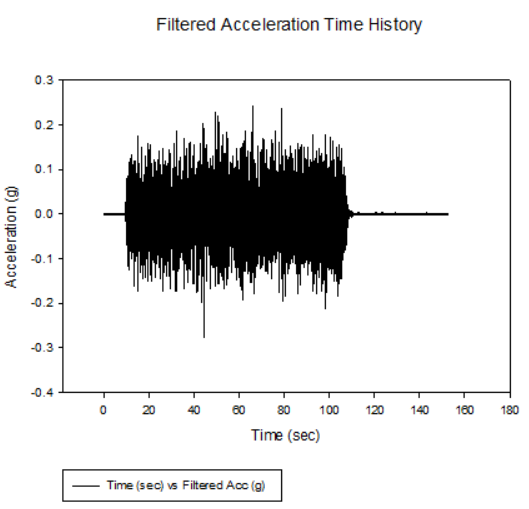 Filtered Acceleration Time History
0.3
0.2
0.1
0.0
-0.1
-0.2
-0.3
-0.4
Acceleration (g)
0 20 40 60 80 100 120 140 160 180
Time (sec)
Time (sec) vs Filtered Acc (g)